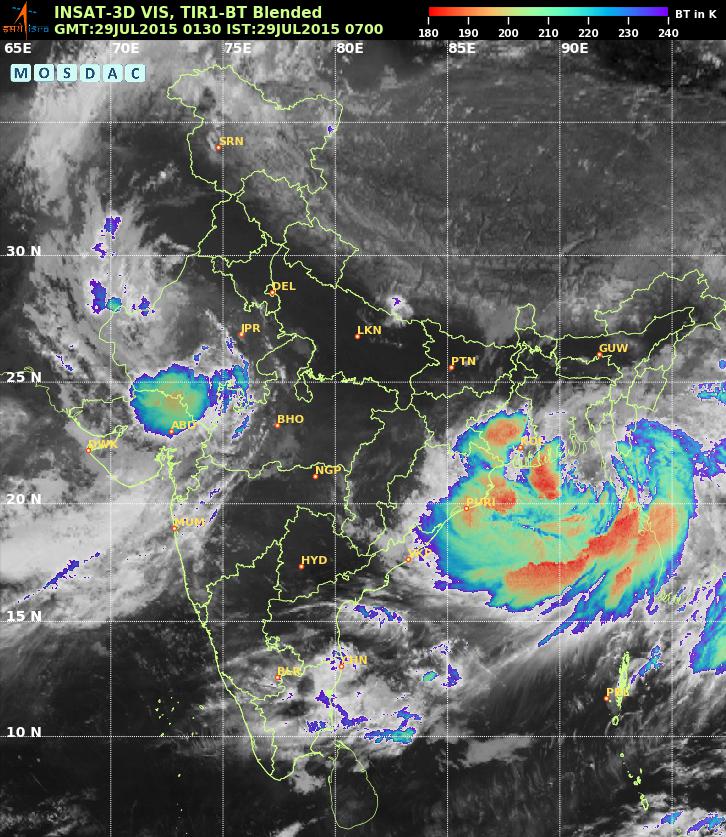 INSAT-3D VIS, TIR1-BT Blended
GMT:29JUL2015 0130 IST:29JUL2015 0700
BT in K
180 190 200 210 220 230 240
65E 70E 75E 80E 85E 90E
MOSDAC
SRN
30 N
DEL
JPR
LKN
GUW
PTN
25 N
ABD
BHO
DWK
KOL
NGP
20 N
PURI
MUM
HYD
15 N
BLR
10 N